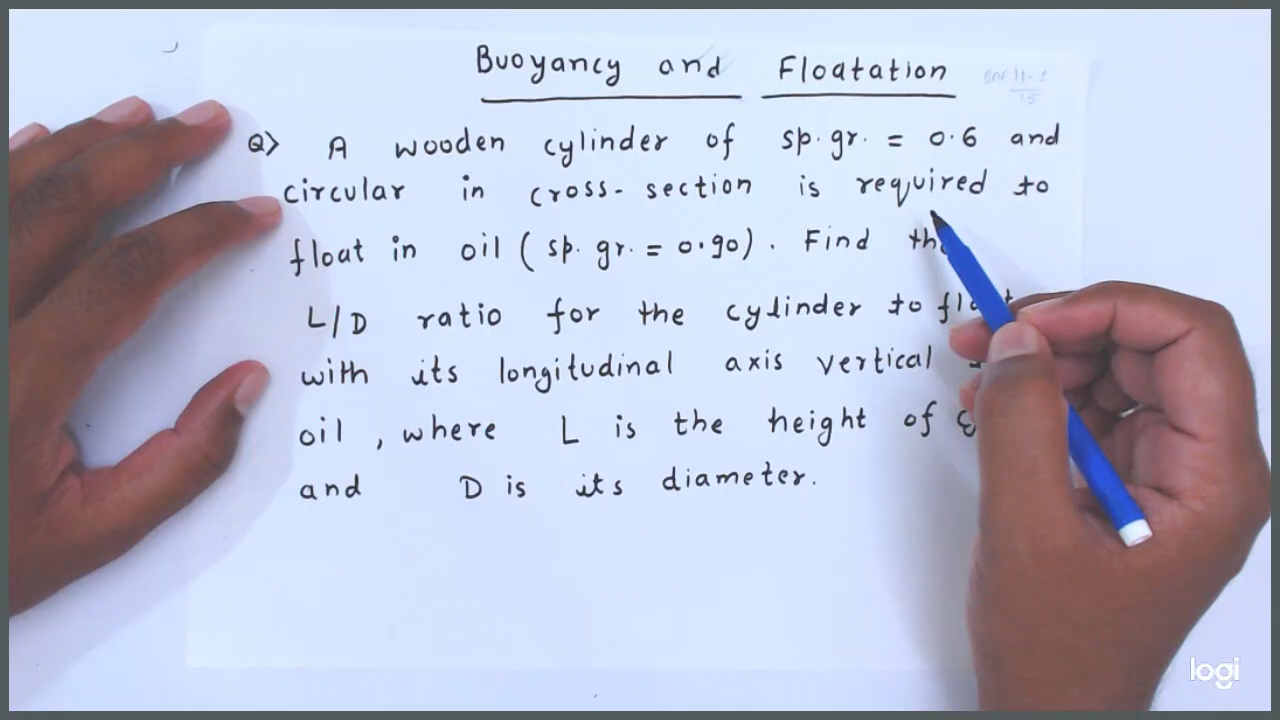 Buoyancy and Floatation
Q> A wooden cylinder of sp.gr. = 0.6 and
circular in cross-section is required to
float in oil ( sp. gr. = 0.90). Find
L/D ratio for the cylinder to
with its longitudinal axis vertical
oil, where L is the height of
and D is its diameter.
logi